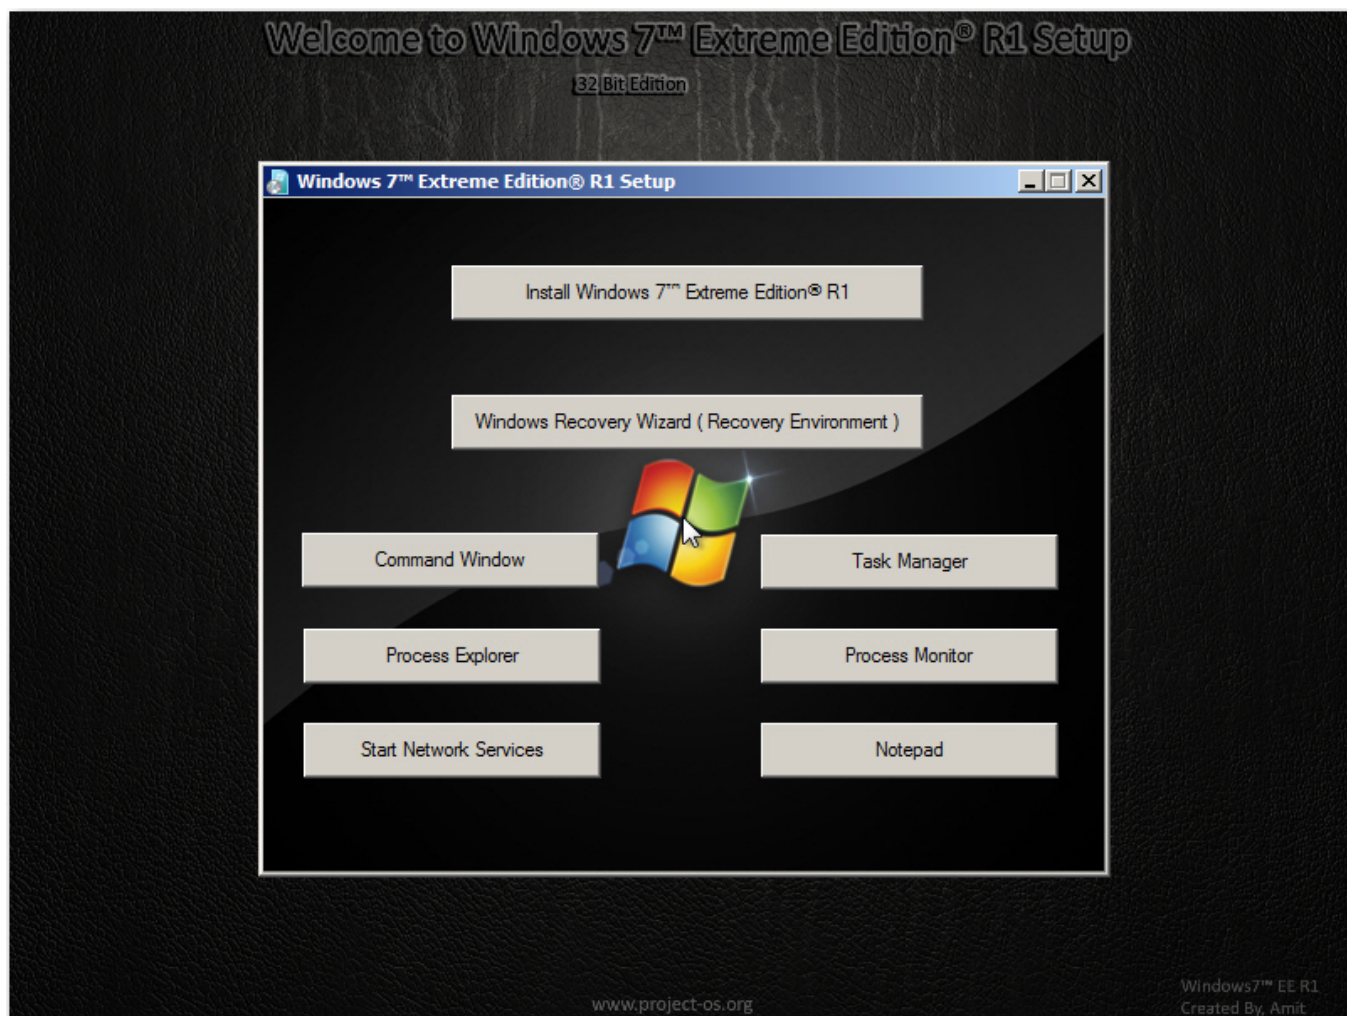 Welcome to Windows 7™ Extreme Edition® R1 Setup
32 Bit Edition
Windows 7™ Extreme Edition® R1 Setup
Install Windows 7™ Extreme Edition® R1
Windows Recovery Wizard ( Recovery Environment )
Command Window
Task Manager
Process Explorer
Process Monitor
Start Network Services
Notepad
www.project-os.org
Windows7™ EE R1
Created By, Amit